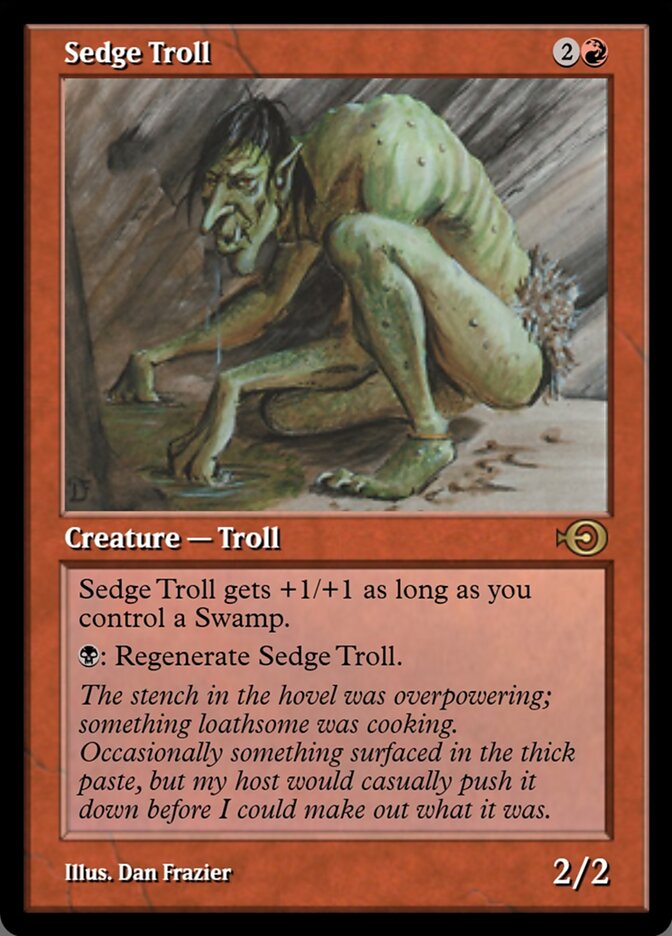 Sedge Troll 2
DF
Creature — Troll
Sedge Troll gets +1/+1 as long as you
control a Swamp.
: Regenerate Sedge Troll.
The stench in the hovel was overpowering;
something loathsome was cooking.
Occasionally something surfaced in the thick
paste, but my host would casually push it
down before I could make out what it was.
Illus. Dan Frazier 2/2